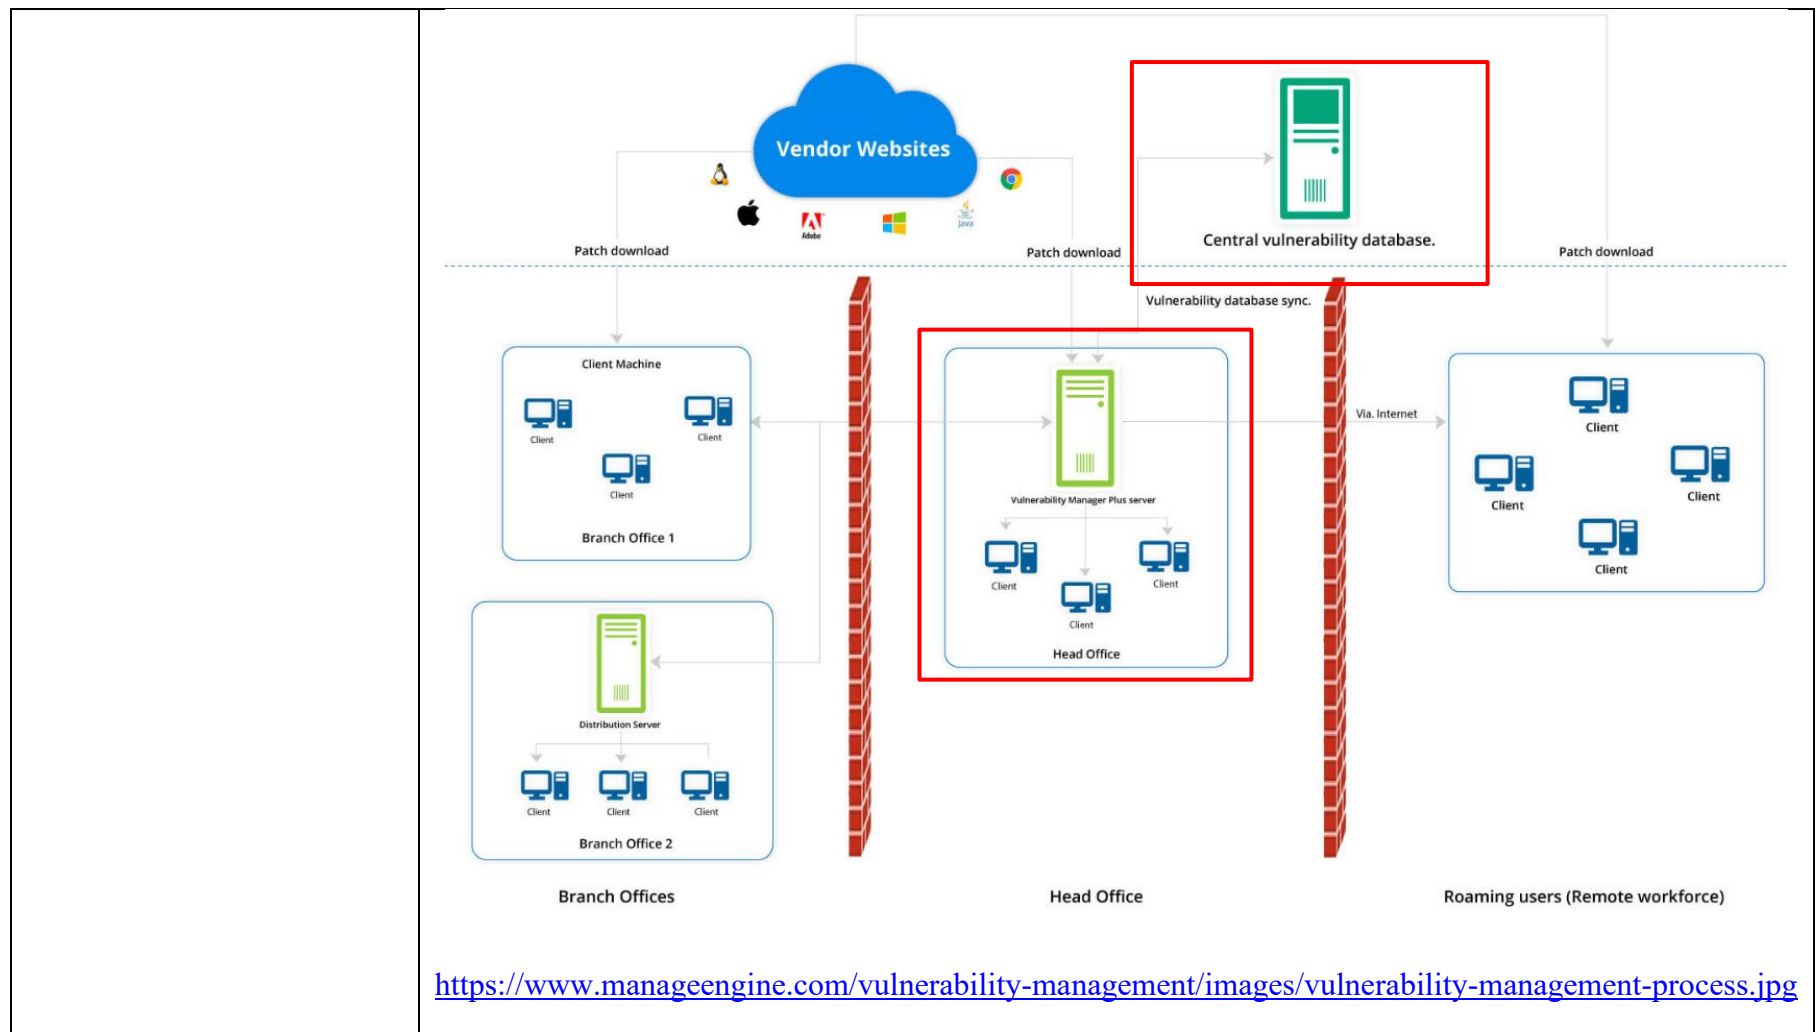 Vendor Websites
Adobe
Java
Central vulnerability database.
Patch download
Patch download
Patch download
Vulnerability database sync.
Client Machine
Client
Client
Client
Branch Office 1
Vulnerability Manager Plus server
Client
Client
Client
Head Office
Via. Internet
Client
Client
Client
Client
Distribution Server
Client
Client
Client
Branch Office 2
Branch Offices
Head Office
Roaming users (Remote workforce)
https://www.manageengine.com/vulnerability-management/images/vulnerability-management-process.jpg